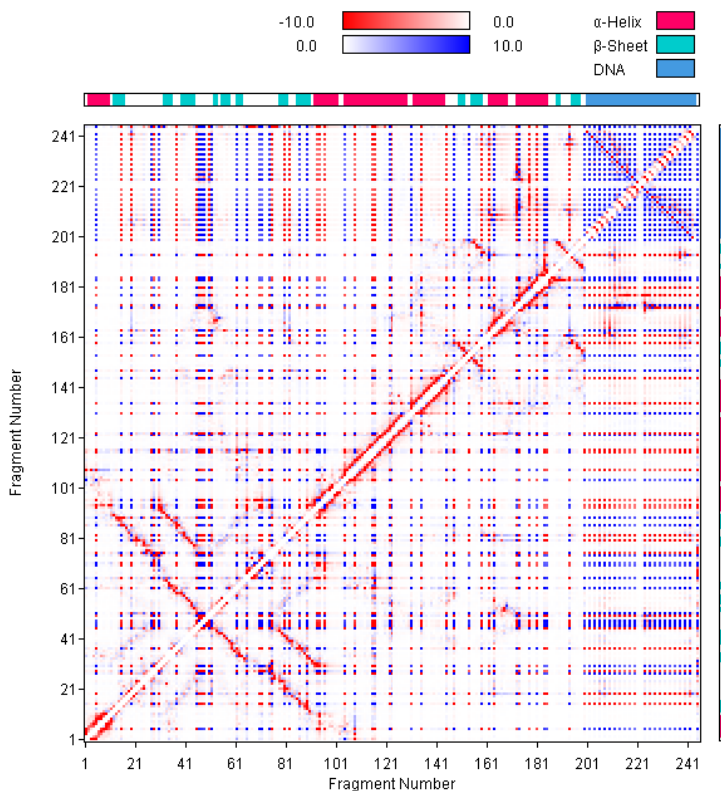 -10.0 0.0 α-Helix
0.0 10.0 β-Sheet
DNA
241
221
201
181
161
141
121
101
81
61
41
21
1
Fragment Number
1 21 41 61 81 101 121 141 161 181 201 221 241
Fragment Number